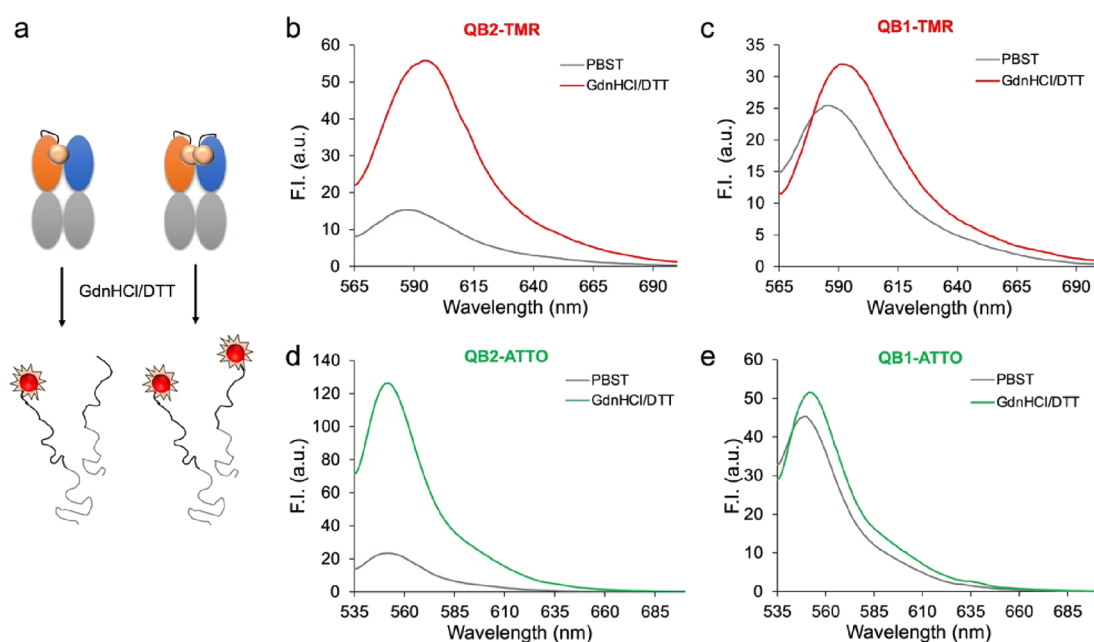 a
GdnHCl/DTT
b
QB2-TMR
PBST
GdnHCl/DTT
F.I. (a.u.)
60
50
40
30
20
10
0
565 590 615 640 665 690
Wavelength (nm)
c
QB1-TMR
PBST
GdnHCl/DTT
F.I. (a.u.)
35
30
25
20
15
10
5
0
565 590 615 640 665 690
Wavelength (nm)
d
QB2-ATTO
PBST
GdnHCl/DTT
F.I. (a.u.)
140
120
100
80
60
40
20
0
535 560 585 610 635 660 685
Wavelength (nm)
e
QB1-ATTO
PBST
GdnHCl/DTT
F.I. (a.u.)
60
50
40
30
20
10
0
535 560 585 610 635 660 685
Wavelength (nm)